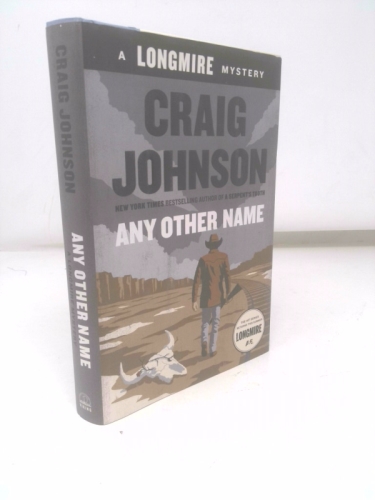 A LONGMIRE MYSTERY
CRAIG
JOHNSON
NEW YORK TIMES BESTSELLING AUTHOR OF A SERPENT'S TOOTH
ANY OTHER NAME
LONGMIRE
CRAIG JOHNSON
ANY OTHER NAME